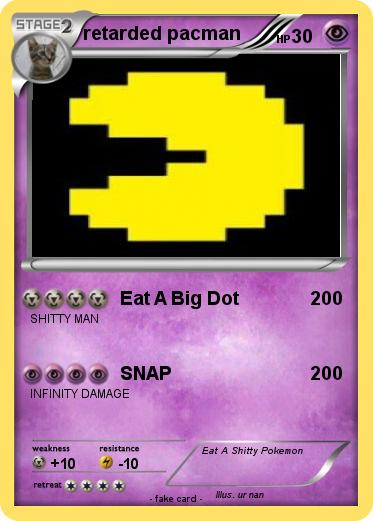 STAGE2
retarded pacman HP30
Eat A Big Dot 200
SHITTY MAN
SNAP 200
INFINITY DAMAGE
weakness resistance
+10 -10
retreat
Eat A Shitty Pokemon
- fake card - Illus. ur nan